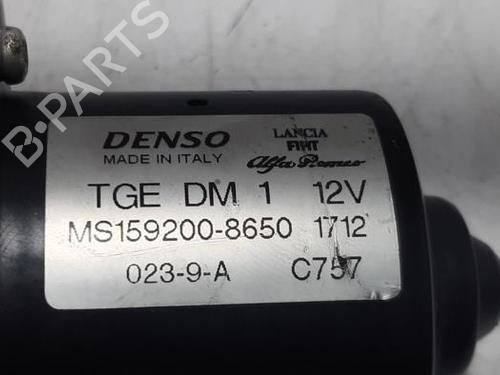 B-PARTS
DENSO
MADE IN ITALY
LANCIA
FIAT
Alfa Romeo
TGE DM 1 12V
MS159200-8650 1712
023-9-A C757